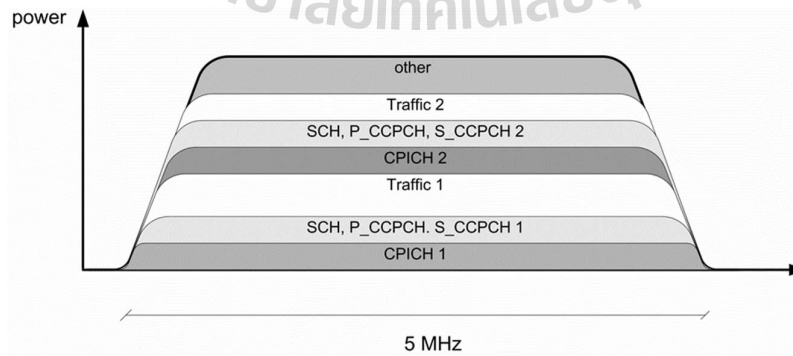 power
other
Traffic 2
SCH, P_CCPCH, S_CCPCH 2
CPICH 2
Traffic 1
SCH, P_CCPCH. S_CCPCH 1
CPICH 1
5 MHz